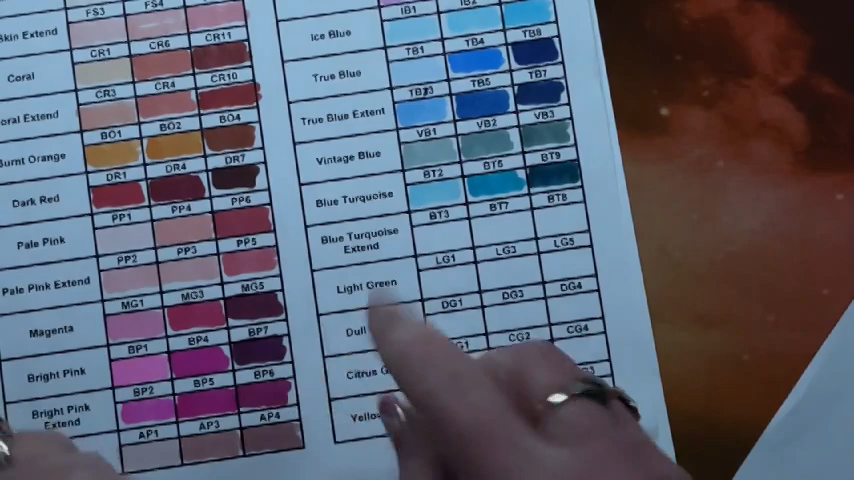 FS3 FS4
Skin Extend
CR1 CR6 CR11
Coral
CR3 CR4 CR10
oral Extend
BO1 BO2 BO4
Burnt Orange
DR1 DR4 DR7
Dark Red
PP1 PP4 PP6
Pale Pink
PP2 PP3 PP5
Pale Pink Extend
MG1 MG3 MG5
Magenta
BP1 BP4 BP7
Bright Pink
BP2 BP5 BP6
Bright Pink
Extend
AP1 AP3 AP4
IB1 IB2
Ice Blue
TB1 TB4 TB8
True Blue
TB3 TB5 TB7
True Blue Extend
VB1 VB2 VB3
Vintage Blue
BT2 BT5 BT9
Blue Turquoise
BT3 BT7 BT8
Blue Turquoise
Extend
LG1 LG3 LG5
Light Green
DG1 DG3 DG4
Dull
CG2 CG4
Citrus